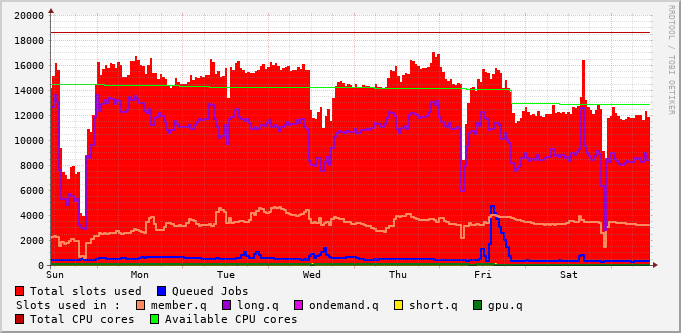 20000
18000
16000
14000
12000
10000
8000
6000
4000
2000
0
Sun Mon Tue Wed Thu Fri Sat
RRDTOOL / TOBI OETIKER
Total slots used Queued Jobs
Slots used in : member.q long.q ondemand.q short.q gpu.q
Total CPU cores Available CPU cores